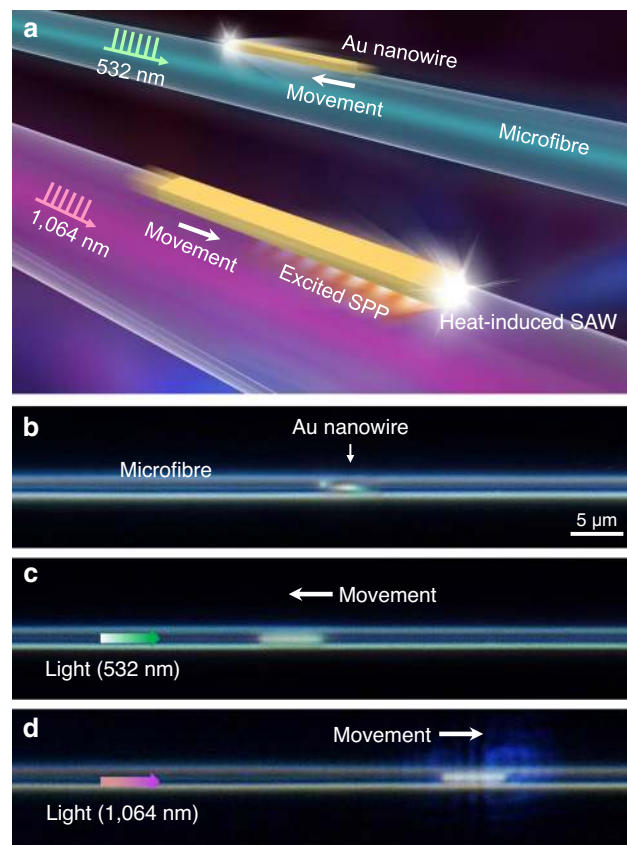 a
532 nm
Au nanowire
Movement
Microfibre
1,064 nm
Movement
Excited SPP
Heat-induced SAW
b
Au nanowire
Microfibre
5 µm
c
Movement
Light (532 nm)
d
Movement
Light (1,064 nm)